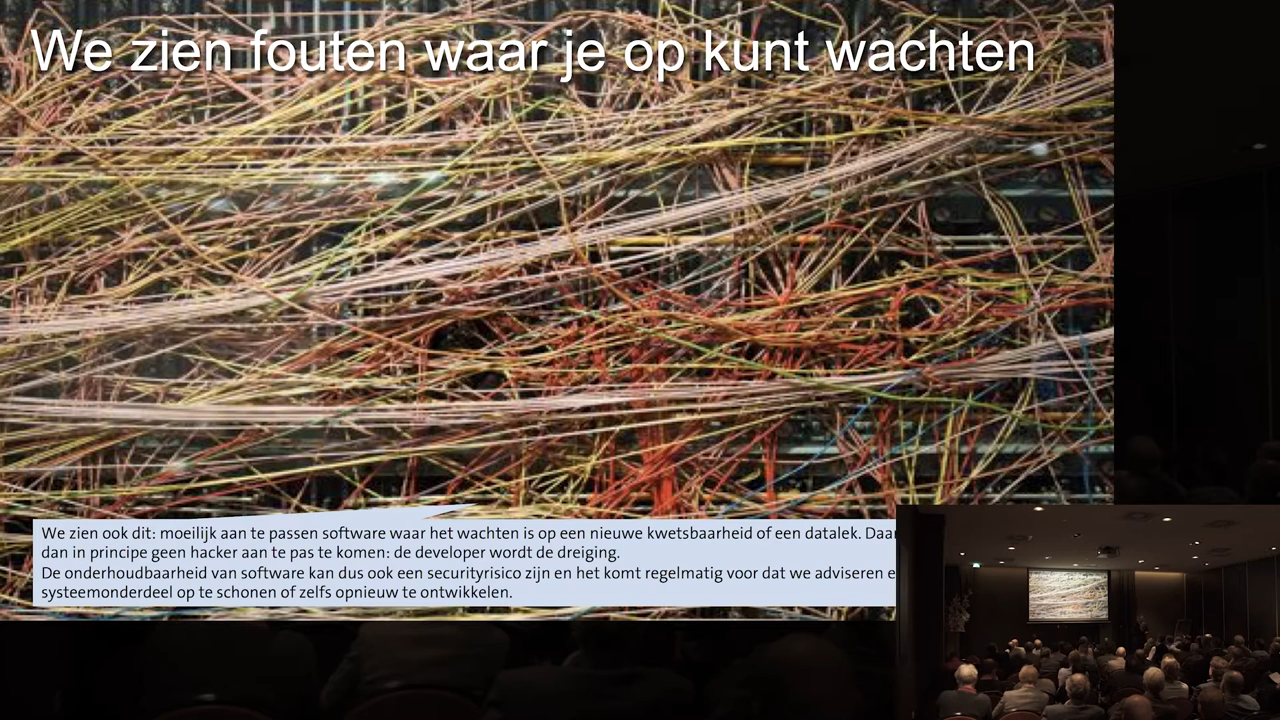 We zien fouten waar je op kunt wachten
We zien ook dit: moeilijk aan te passen software waar het wachten is op een nieuwe kwetsbaarheid of een datalek.
dan in principe geen hacker aan te pas te komen: de developer wordt de dreiging.
De onderhoudbaarheid van software kan dus ook een securityrisico zijn en het komt regelmatig voor dat we adviseren
systeemonderdeel op te schonen of zelfs opnieuw te ontwikkelen.